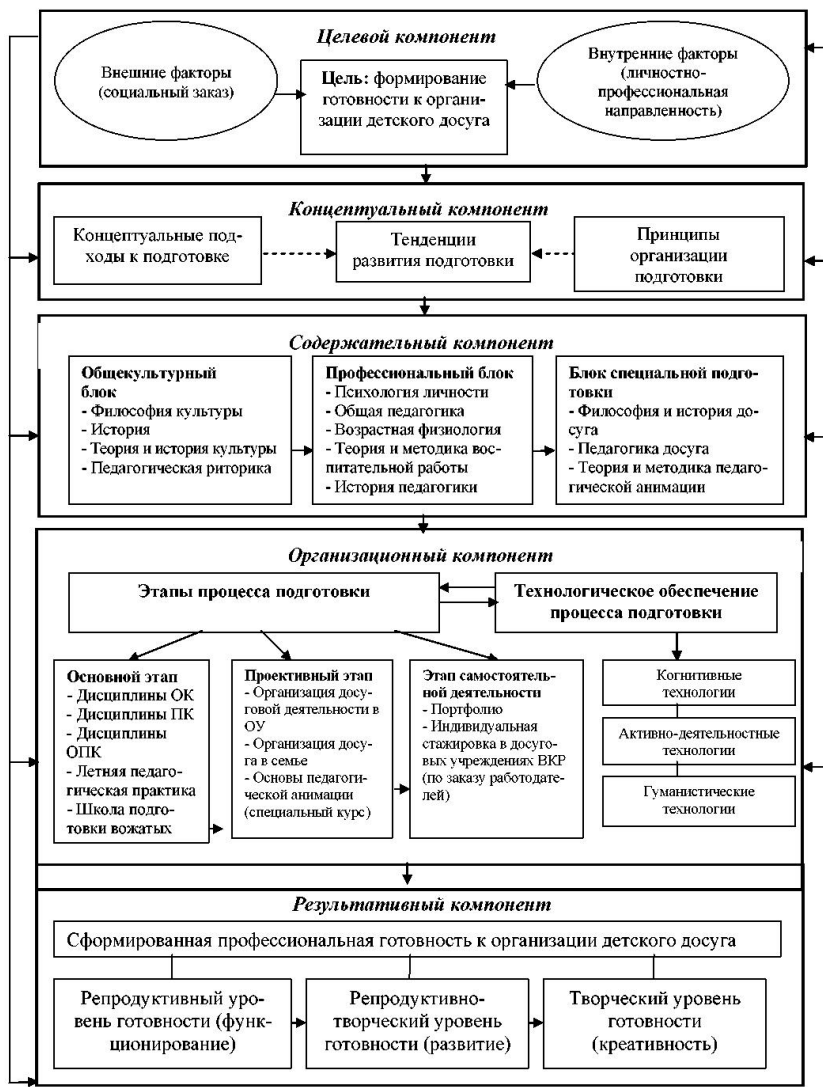 Целевой компонент
Внешние факторы
(социальный заказ)
Цель: формирование
готовности к органи-
зации детского досуга
Внутренние факторы
(личностно-
профессиональная
направленность)
Концептуальный компонент
Концептуальные под-
ходы к подготовке
Тенденции
развития подготовки
Принципы
организации
подготовки
Содержательный компонент
Общекультурный
блок
- Философия культуры
- История
- Теория и история культуры
- Педагогическая риторика
Профессиональный блок
- Психология личности
- Общая педагогика
- Возрастная физиология
- Теория и методика вос-
питательной работы
- История педагогики
Блок специальной подго-
товки
- Философия и история до-
суга
- Педагогика досуга
- Теория и методика педаго-
гической анимации
Организационный компонент
Этапы процесса подготовки
Технологическое обеспечение
процесса подготовки
Основной этап
- Дисциплины ОК
- Дисциплины ПК
- Дисциплины
ОПК
- Летняя педаго-
гическая практика
- Школа подго-
товки вожатых
Проективный этап
- Организация досу-
говой деятельности в
ОУ
- Организация досу-
га в семье
- Основы педагоги-
ческой анимации
(специальный курс)
Этап самостоятель-
ной деятельности
- Портфолио
- Индивидуальная
стажировка в досуго-
вых учреждениях ВКР
(по заказу работодате-
лей)
Когнитивные
технологии
Активно-деятельностные
технологии
Гуманистические
технологии
Результативный компонент
Сформированная профессиональная готовность к организации детского досуга
Репродуктивный уро-
вень готовности (функ-
ционирование)
Репродуктивно-
творческий уровень
готовности (развитие)
Творческий уровень
готовности
(креативность)